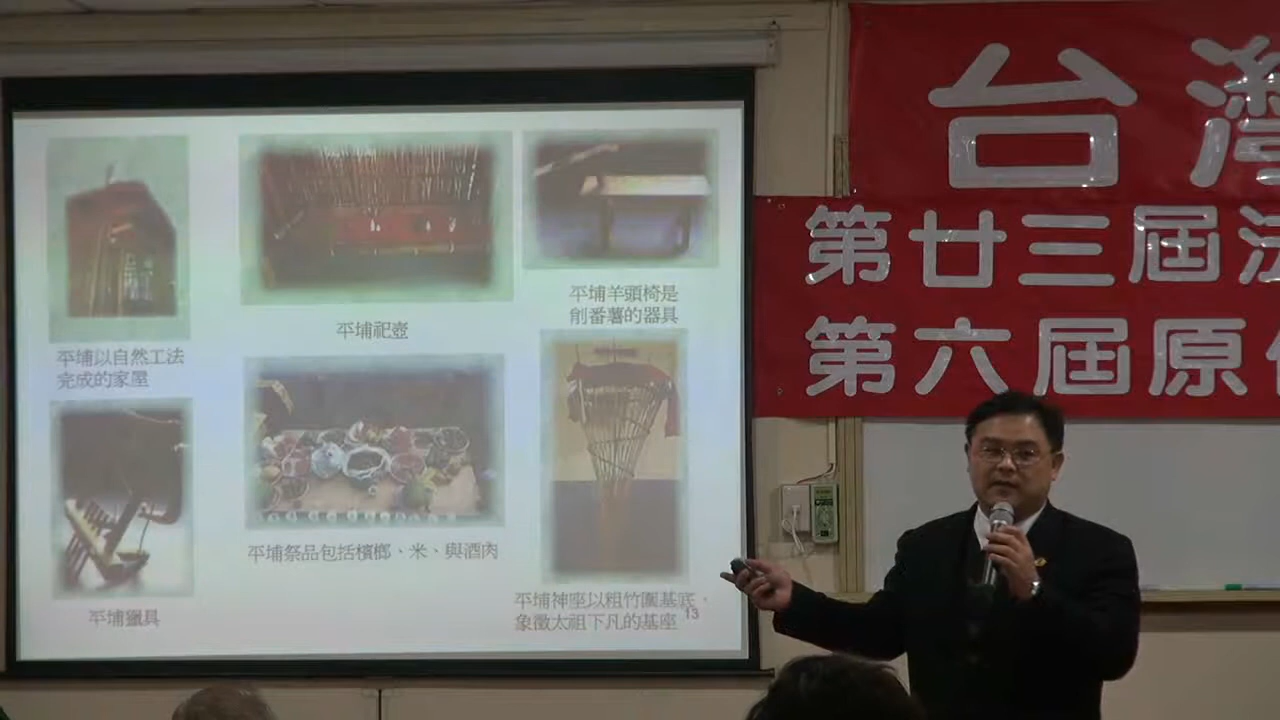 平埔以自然工法
完成的家屋
平埔祀壺
平埔羊頭椅是
削番薯的器具
平埔獵具
平埔祭品包括檳榔、米、與酒肉
平埔神座以粗竹圍基底,
象徵太祖下凡的基座
13
台灣
第廿三屆法
第六屆原住